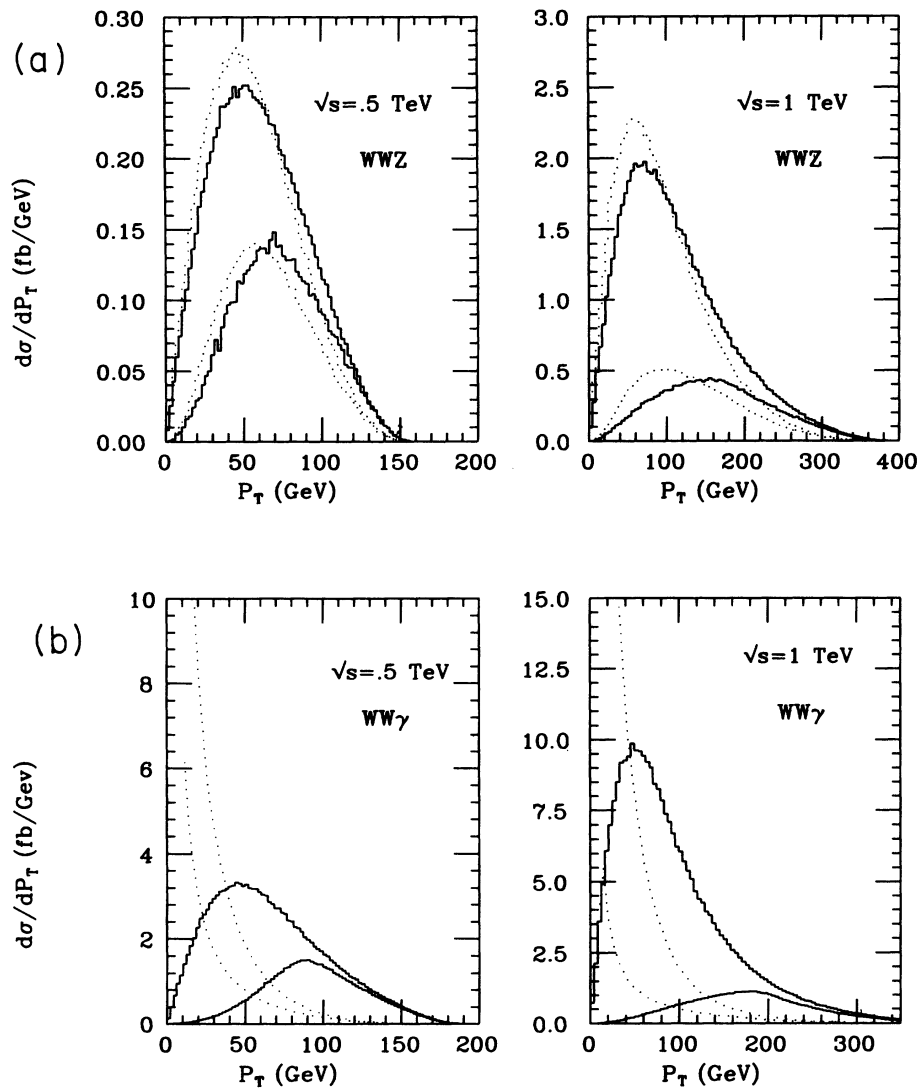 (a)
dσ/dP_T (fb/GeV)
0.30
0.25
0.20
0.15
0.10
0.05
0.00
√s=.5 TeV
WWZ
0 50 100 150 200
P_T (GeV)
3.0
2.5
2.0
1.5
1.0
0.5
0.0
√s=1 TeV
WWZ
0 100 200 300 400
P_T (GeV)
(b)
dσ/dP_T (fb/Gev)
10
8
6
4
2
0
√s=.5 TeV
WWγ
0 50 100 150 200
P_T (GeV)
15.0
12.5
10.0
7.5
5.0
2.5
0.0
√s=1 TeV
WWγ
0 100 200 300
P_T (GeV)